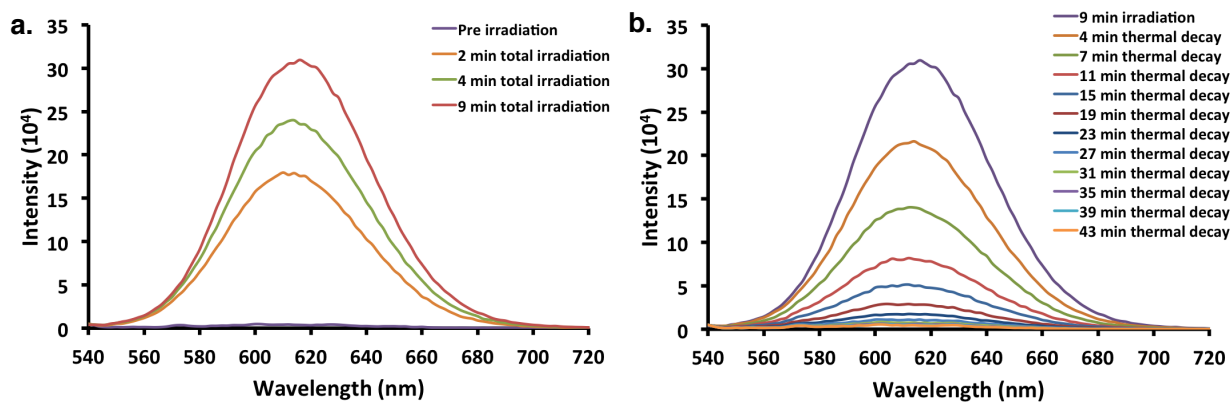 a.
35
30
25
20
15
10
5
0
Intensity (10⁴)
540 560 580 600 620 640 660 680 700 720
Wavelength (nm)
Pre irradiation
2 min total irradiation
4 min total irradiation
9 min total irradiation
b.
35
30
25
20
15
10
5
0
Intensity (10⁴)
540 560 580 600 620 640 660 680 700 720
Wavelength (nm)
9 min irradiation
4 min thermal decay
7 min thermal decay
11 min thermal decay
15 min thermal decay
19 min thermal decay
23 min thermal decay
27 min thermal decay
31 min thermal decay
35 min thermal decay
39 min thermal decay
43 min thermal decay